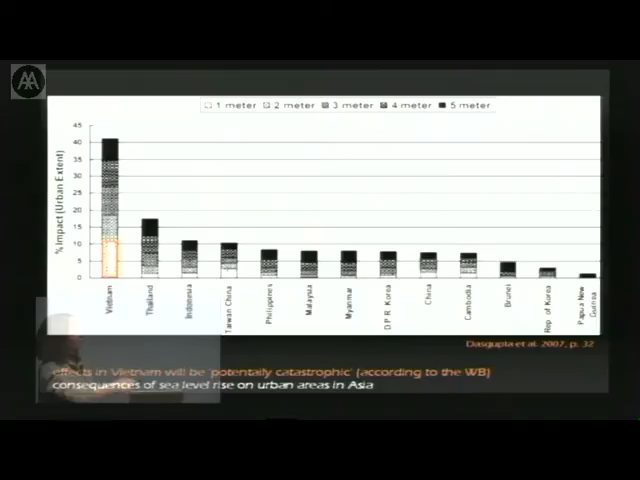 AA
1 meter 2 meter 3 meter 4 meter 5 meter
% Impact (Urban Extent)
45
40
35
30
25
20
15
10
5
0
Vietnam
Thailand
Indonesia
Taiwan China
Philippines
Malaysia
Myanmar
D.P.R. Korea
China
Cambodia
Brunei
Rep of Korea
Papua New
Guinea
Dasgupta et al. 2007, p. 32
effects in Vietnam will be 'potentially catastrophic' (according to the WB)
consequences of sea level rise on urban areas in Asia